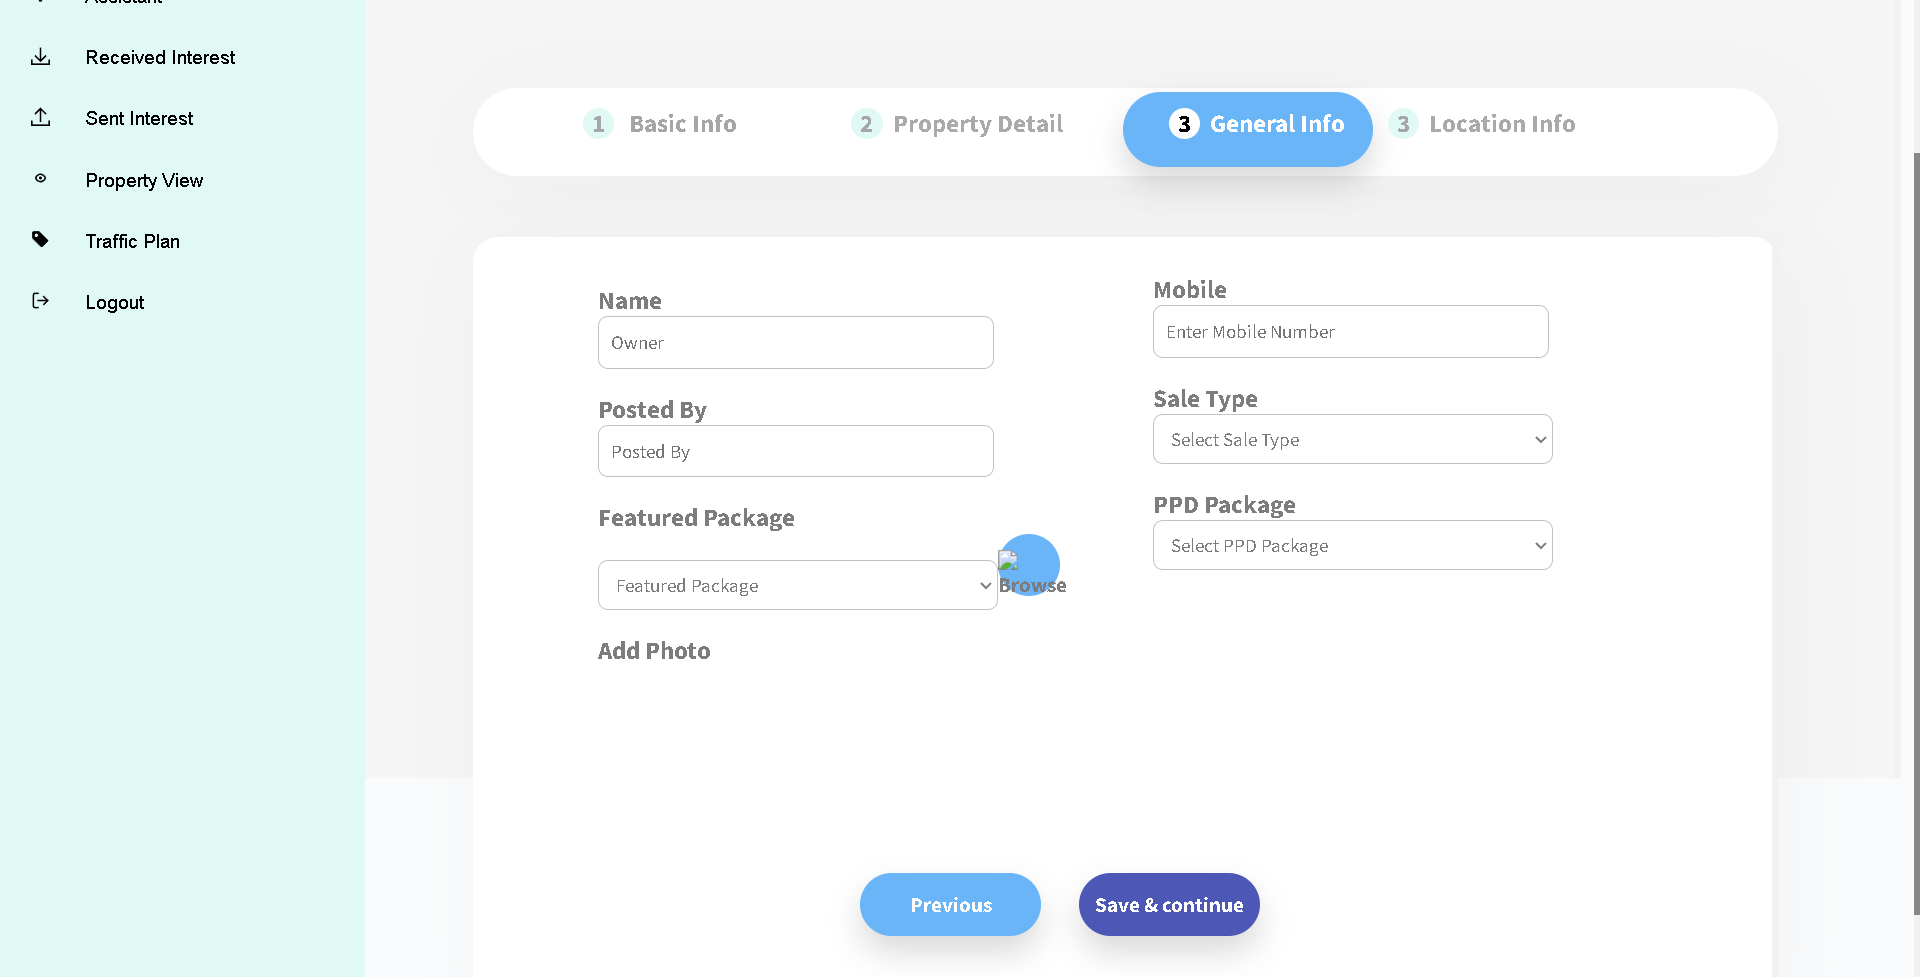 Assistant
Received Interest
Sent Interest
Property View
Traffic Plan
Logout
1 Basic Info
2 Property Detail
3 General Info
3 Location Info
Name
Owner
Mobile
Enter Mobile Number
Posted By
Posted By
Sale Type
Select Sale Type
Featured Package
Featured Package
Browse
PPD Package
Select PPD Package
Add Photo
Previous
Save & continue